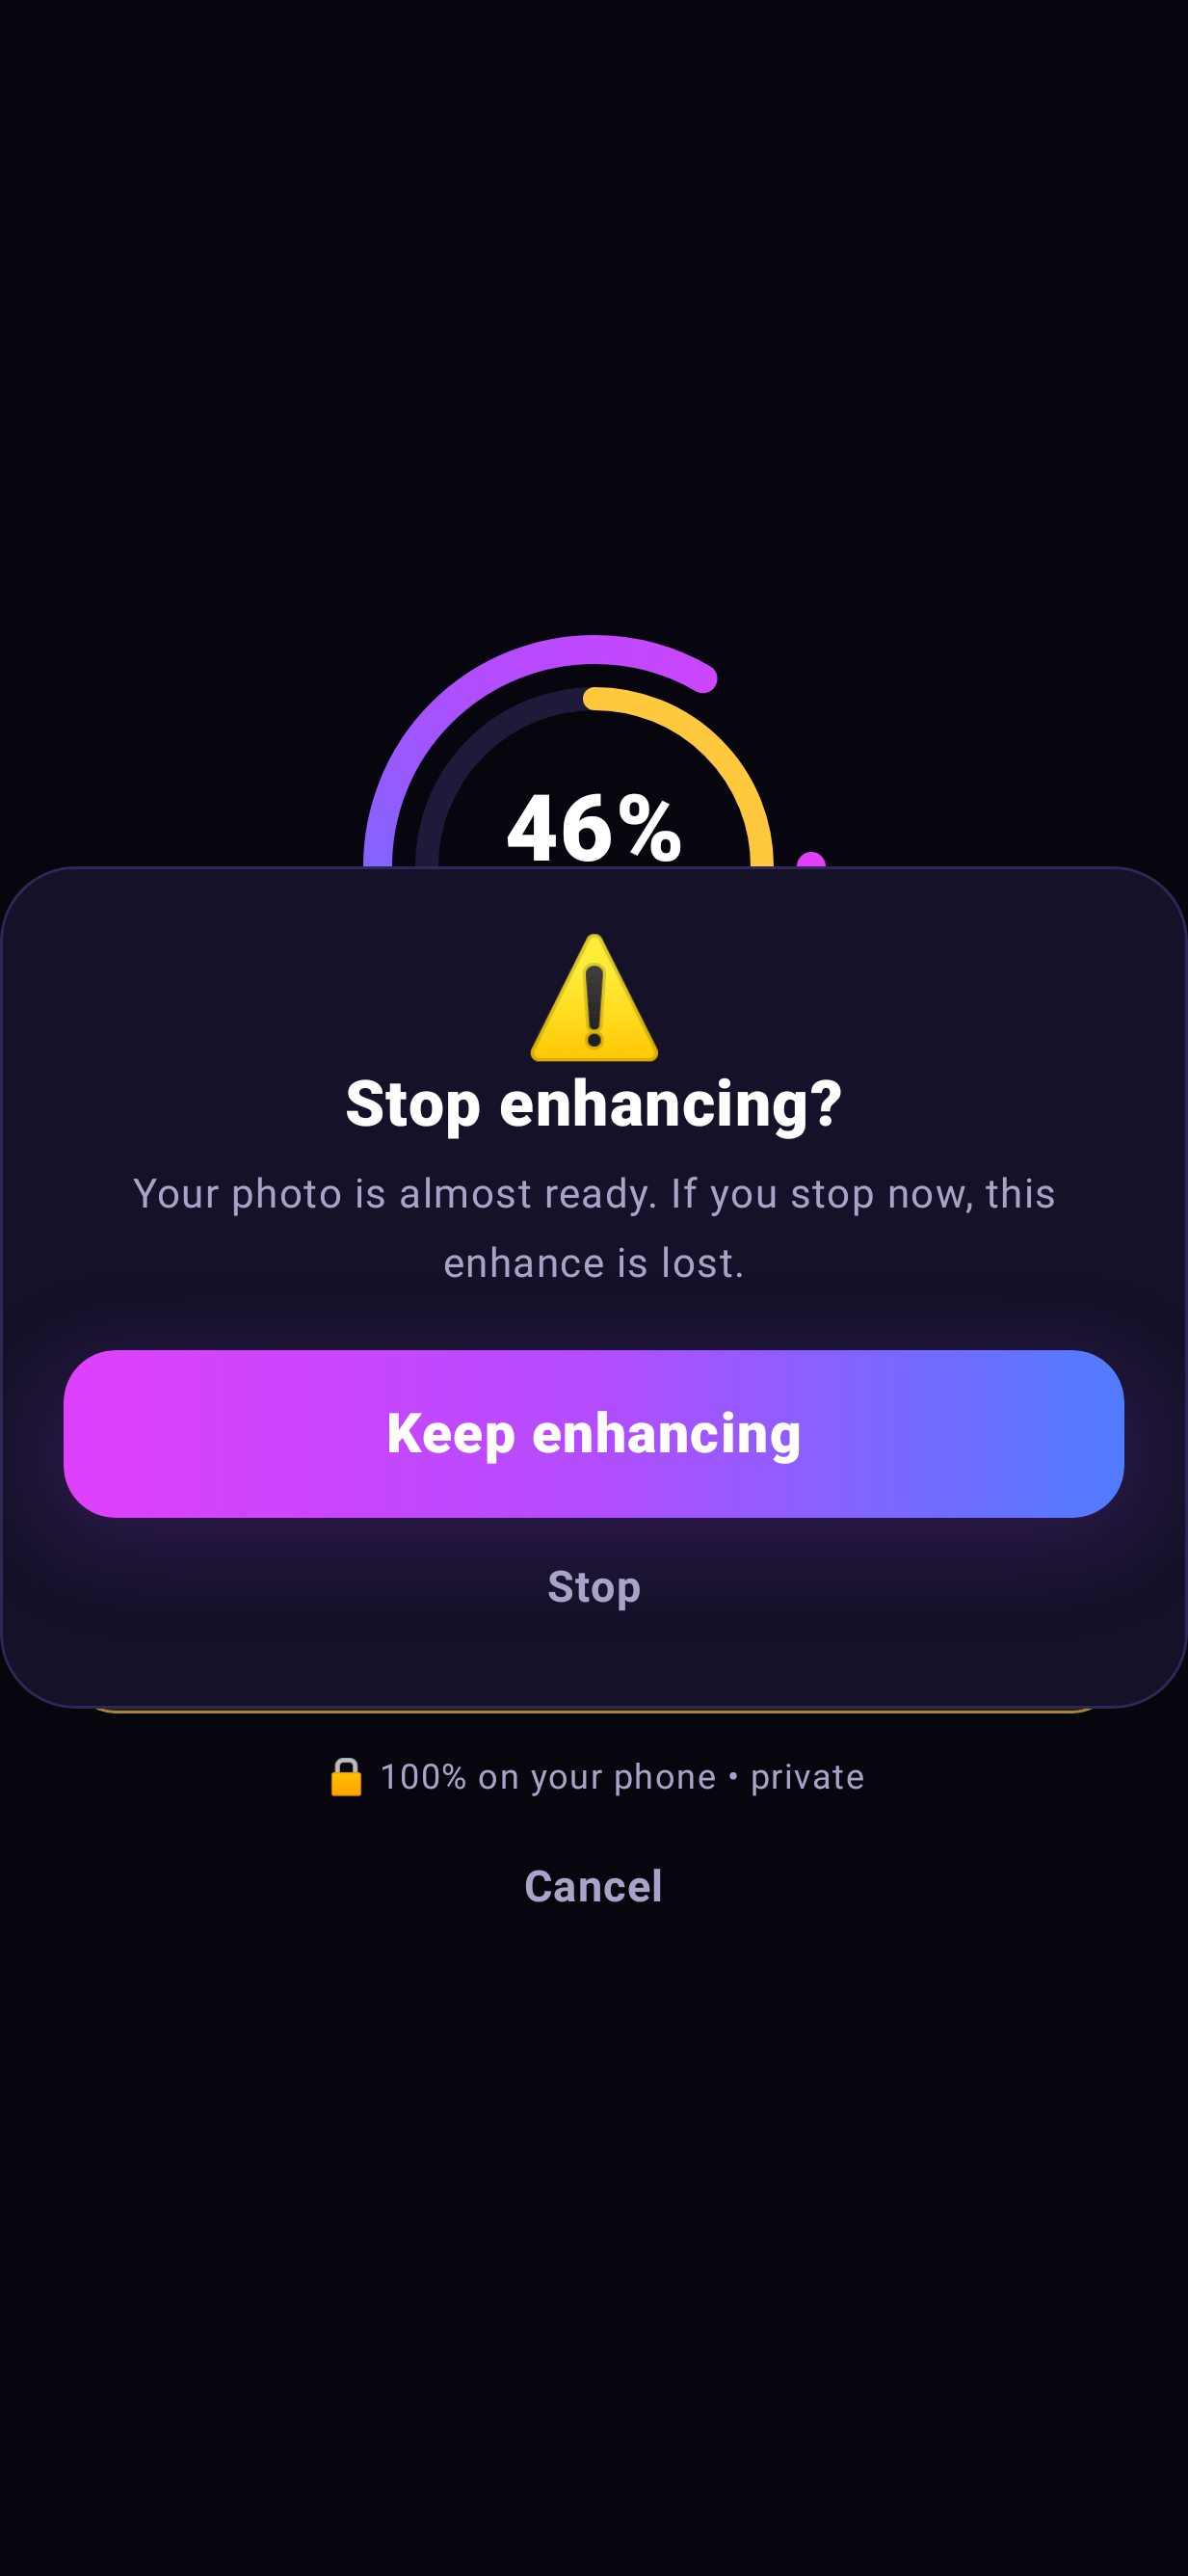 46%
Stop enhancing?
Your photo is almost ready. If you stop now, this
enhance is lost.
Keep enhancing
Stop
100% on your phone • private
Cancel